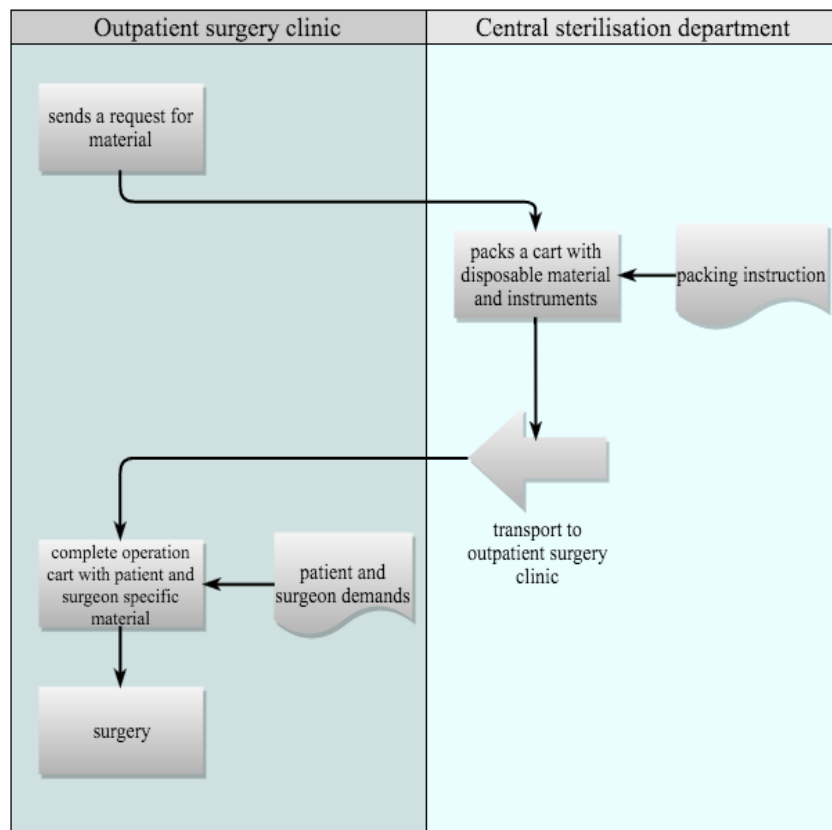 Outpatient surgery clinic
Central sterilisation department
sends a request for
material
packs a cart with
disposable material
and instruments
packing instruction
transport to
outpatient surgery
clinic
complete operation
cart with patient and
surgeon specific
material
patient and
surgeon demands
surgery